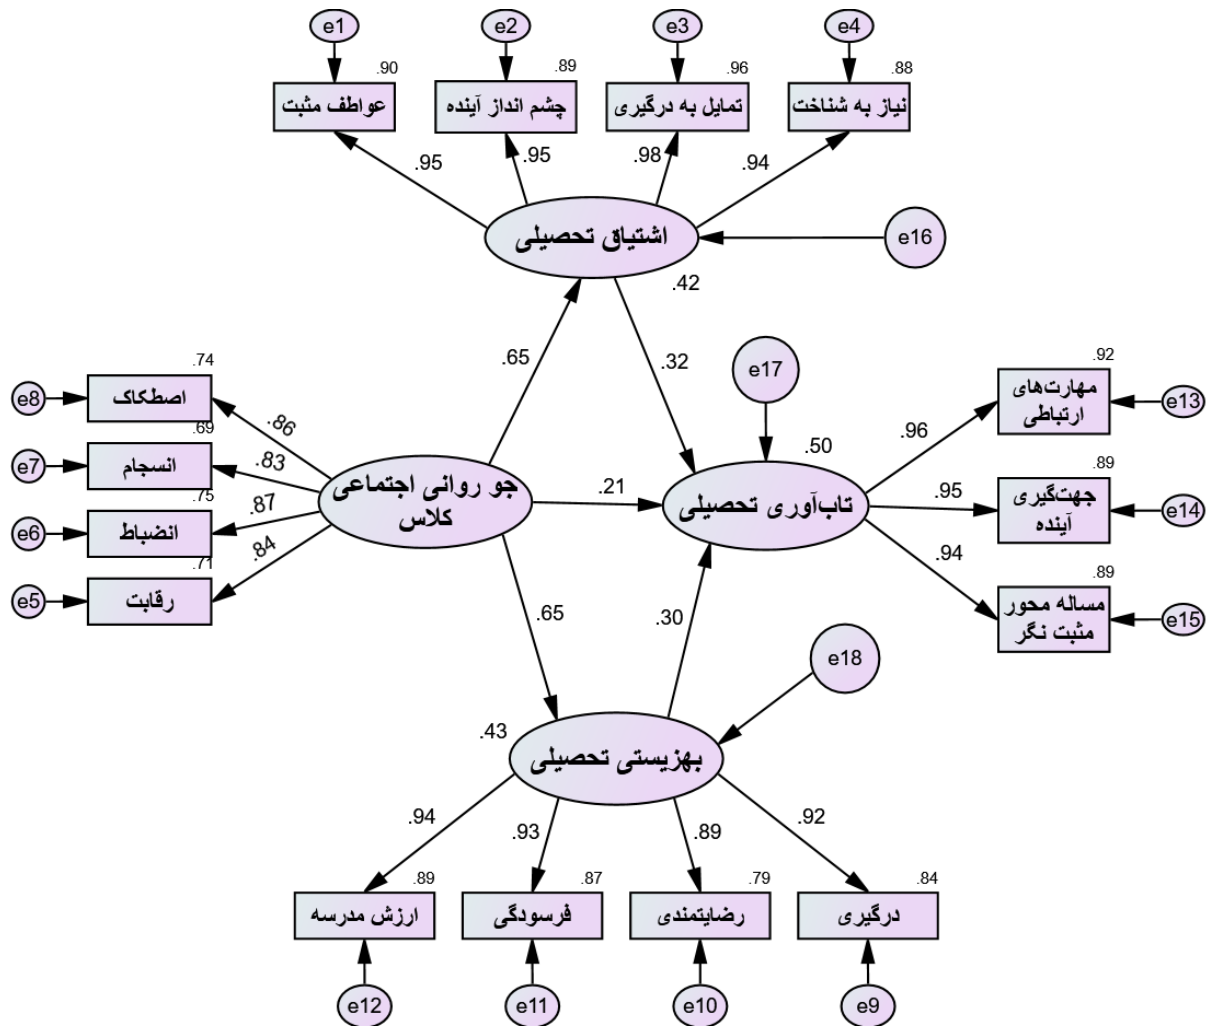 e1
e2
e3
e4
.90
.89
.96
.88
عواطف مثبت
چشم انداز آینده
تمایل به درگیری
نیاز به شناخت
.95
.95
.98
.94
اشتیاق تحصیلی
e16
.42
.65
.32
e17
.74
e8
اصطکاک
.86
.69
e7
انسجام
.83
.75
e6
انضباط
.87
.71
e5
رقابت
.84
جو روانی اجتماعی
کلاس
.21
.50
تاب‌آوری تحصیلی
.92
مهارت‌های
ارتباطی
e13
.96
.89
جهت‌گیری
آینده
e14
.95
.89
مساله محور
مثبت نگر
e15
.94
.65
.30
e18
.43
بهزیستی تحصیلی
.94
.93
.89
.92
.89
.87
.79
.84
ارزش مدرسه
فرسودگی
رضایتمندی
درگیری
e12
e11
e10
e9